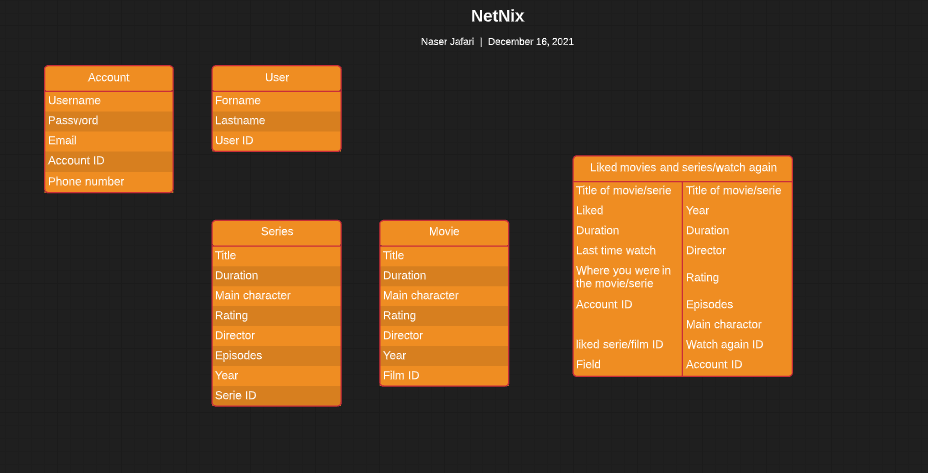 NetNix
Naser Jafari | December 16, 2021
Account
Username
Password
Email
Account ID
Phone number
User
Forname
Lastname
User ID
Series
Title
Duration
Main character
Rating
Director
Episodes
Year
Serie ID
Movie
Title
Duration
Main character
Rating
Director
Year
Film ID
Liked movies and series/watch again
Title of movie/serie
Liked
Duration
Last time watch
Where you were in
the movie/serie
Account ID
liked serie/film ID
Field
Title of movie/serie
Year
Duration
Director
Rating
Episodes
Main charactor
Watch again ID
Account ID